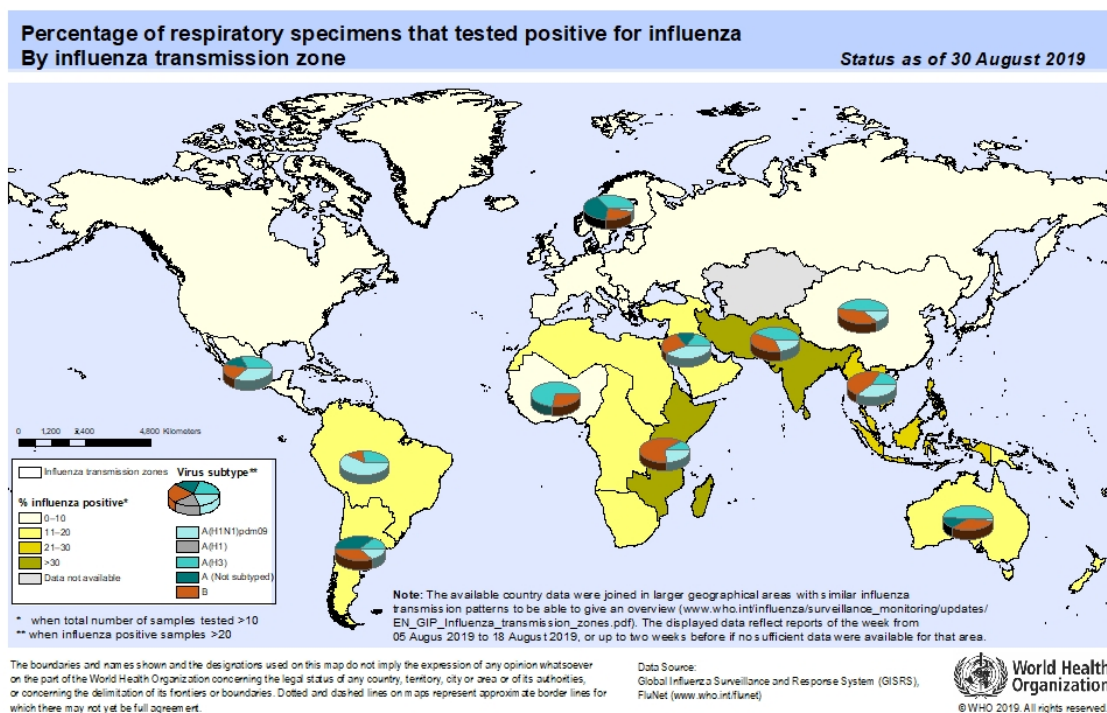 Percentage of respiratory specimens that tested positive for influenza
By influenza transmission zone
Status as of 30 August 2019
0 1,200 2,400 4,800 Kilometers
Influenza transmission zones
Virus subtype**
% influenza positive*
0–10
11–20
21–30
>30
Data not available
A(H1N1)pdm09
A(H1)
A(H3)
A (Not subtyped)
B
* when total number of samples tested >10
** when influenza positive samples >20
Note: The available country data were joined in larger geographical areas with similar influenza
transmission patterns to be able to give an overview (www.who.int/influenza/surveillance_monitoring/updates/
EN_GIP_Influenza_transmission_zones.pdf). The displayed data reflect reports of the week from
05 Augus 2019 to 18 August 2019, or up to two weeks before if no sufficient data were available for that area.
The boundaries and names shown and the designations used on this map do not imply the expression of any opinion whatsoever
on the part of the World Health Organization concerning the legal status of any country, territory, city or area or of its authorities,
or concerning the delimitation of its frontiers or boundaries. Dotted and dashed lines on maps represent approximate border lines for
which there may not yet be full agreement.
Data Source:
Global Influenza Surveillance and Response System (GISRS),
FluNet (www.who.int/flunet)
World Health
Organization
© WHO 2019. All rights reserved.